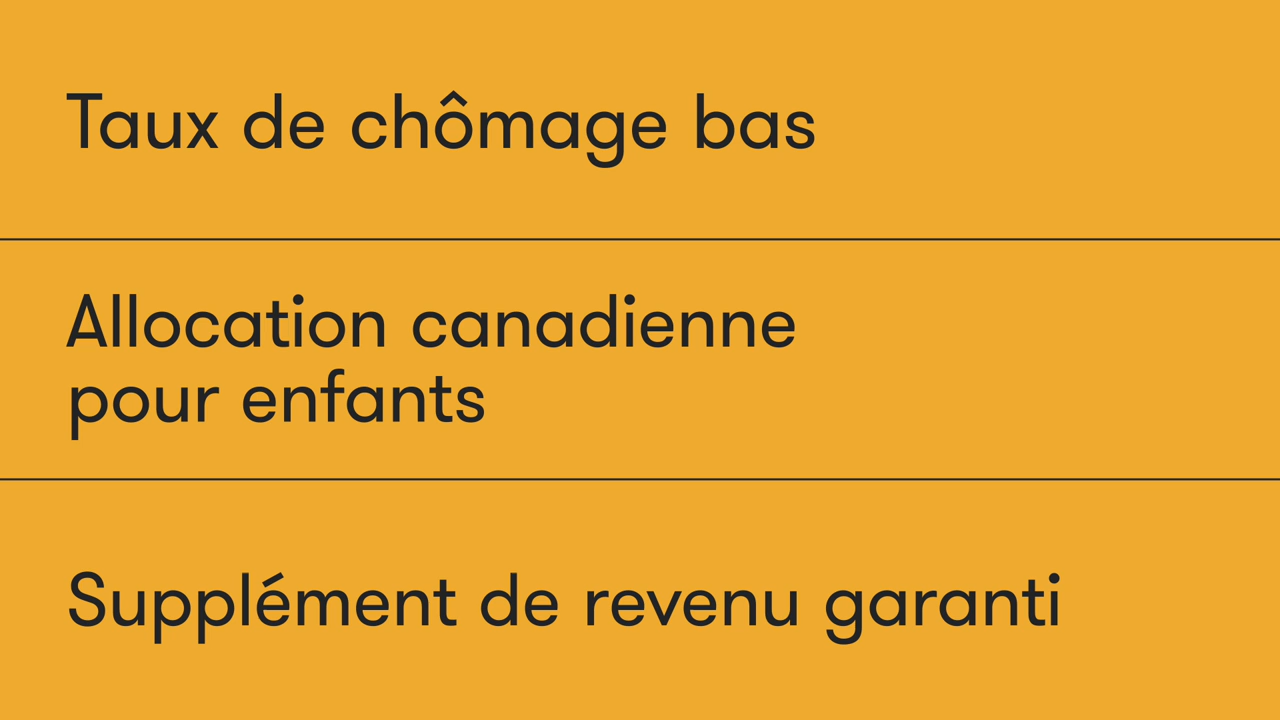 Taux de chômage bas
Allocation canadienne
pour enfants
Supplément de revenu garanti